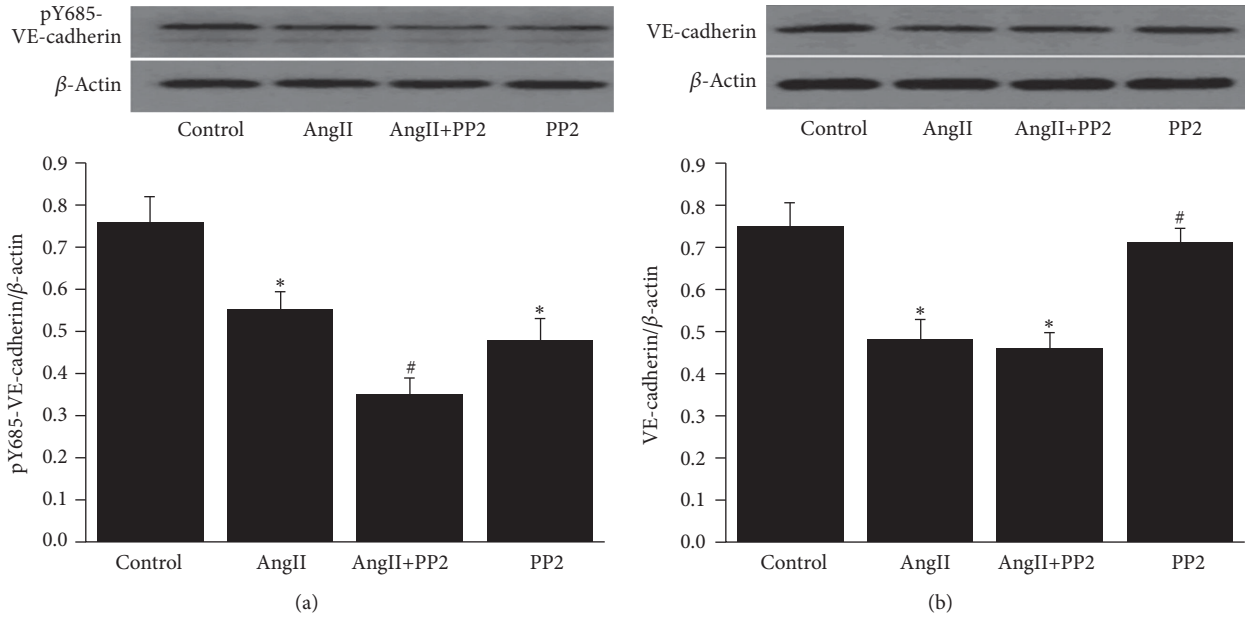 pY685-
VE-cadherin
β-Actin
Control AngII AngII+PP2 PP2
0.9
0.8
0.7
0.6
0.5
0.4
0.3
0.2
0.1
0.0
pY685-VE-cadherin/β-actin
*
#
*
Control AngII AngII+PP2 PP2
(a)
VE-cadherin
β-Actin
Control AngII AngII+PP2 PP2
0.9
0.8
0.7
0.6
0.5
0.4
0.3
0.2
0.1
0.0
VE-cadherin/β-actin
*
*
#
Control AngII AngII+PP2 PP2
(b)